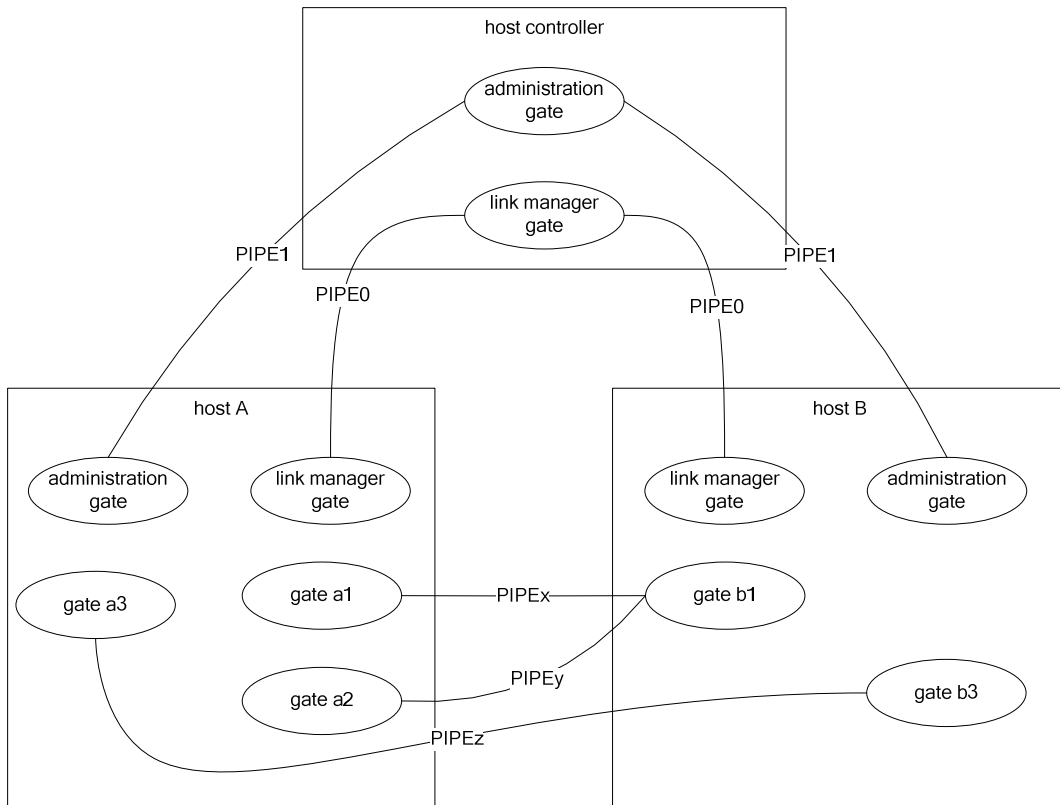 host controller
administration
gate
link manager
gate
PIPE1
PIPE1
PIPE0
PIPE0
host A
host B
administration
gate
link manager
gate
link manager
gate
administration
gate
gate a3
gate a1
PIPEx
gate b1
gate a2
PIPEy
gate b3
PIPEz